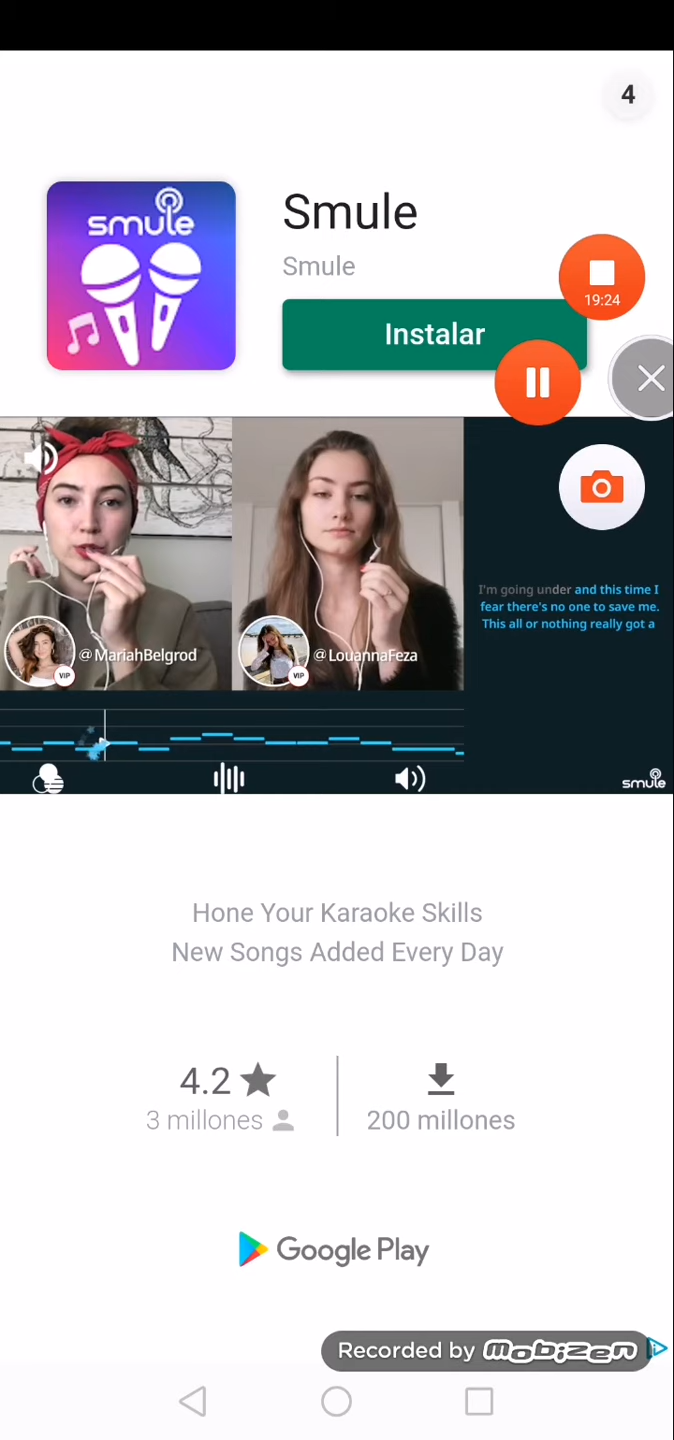 4
smule
Smule
Smule
19:24
Instalar
I'm going under and this time I
fear there's no one to save me.
This all or nothing really got a
@MariahBelgrod
VIP
@LouannaFeza
VIP
smule
Hone Your Karaoke Skills
New Songs Added Every Day
4.2
3 millones
200 millones
Google Play
Recorded by mobizen